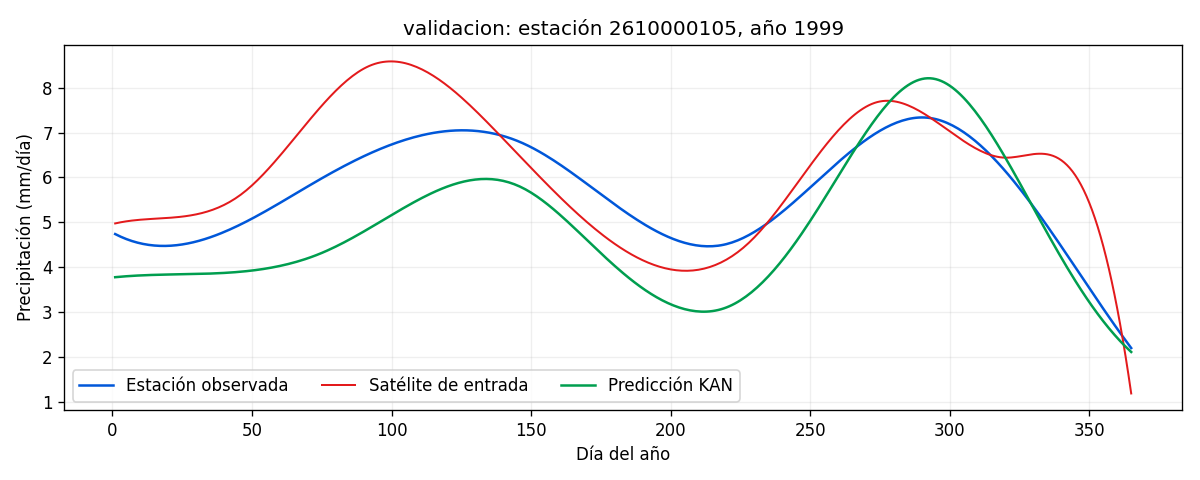 validacion: estación 2610000105, año 1999
Precipitación (mm/día)
8
7
6
5
4
3
2
1
Estación observada
Satélite de entrada
Predicción KAN
0 50 100 150 200 250 300 350
Día del año